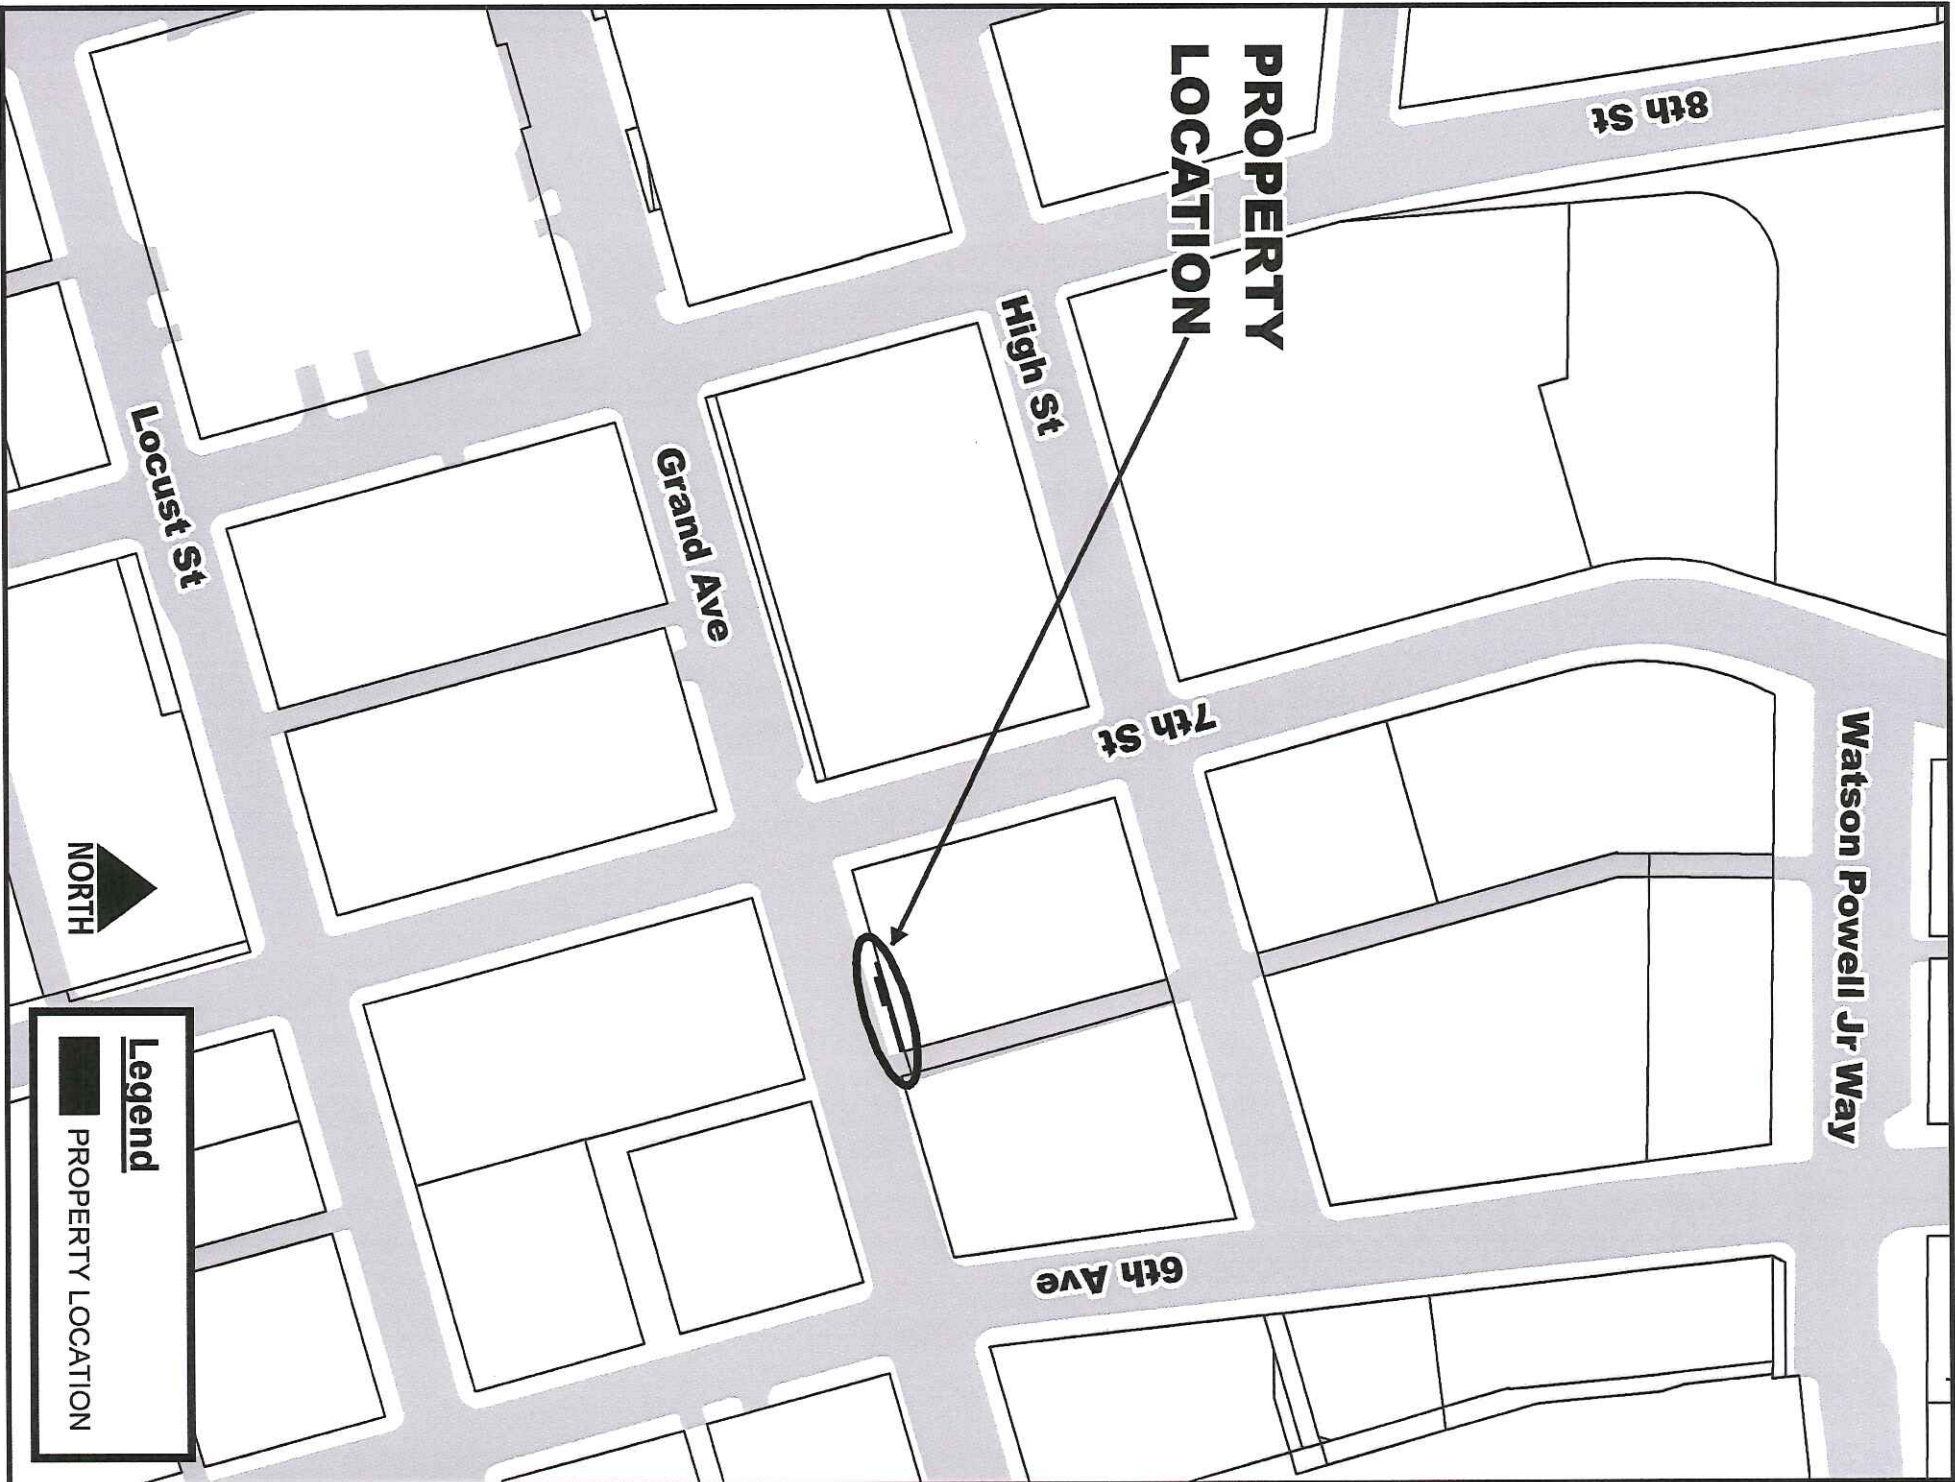 PROPERTY
LOCATION
8th St
High St
7th St
Grand Ave
Locust St
Watson Powell Jr Way
6th Ave
NORTH
Legend
PROPERTY LOCATION